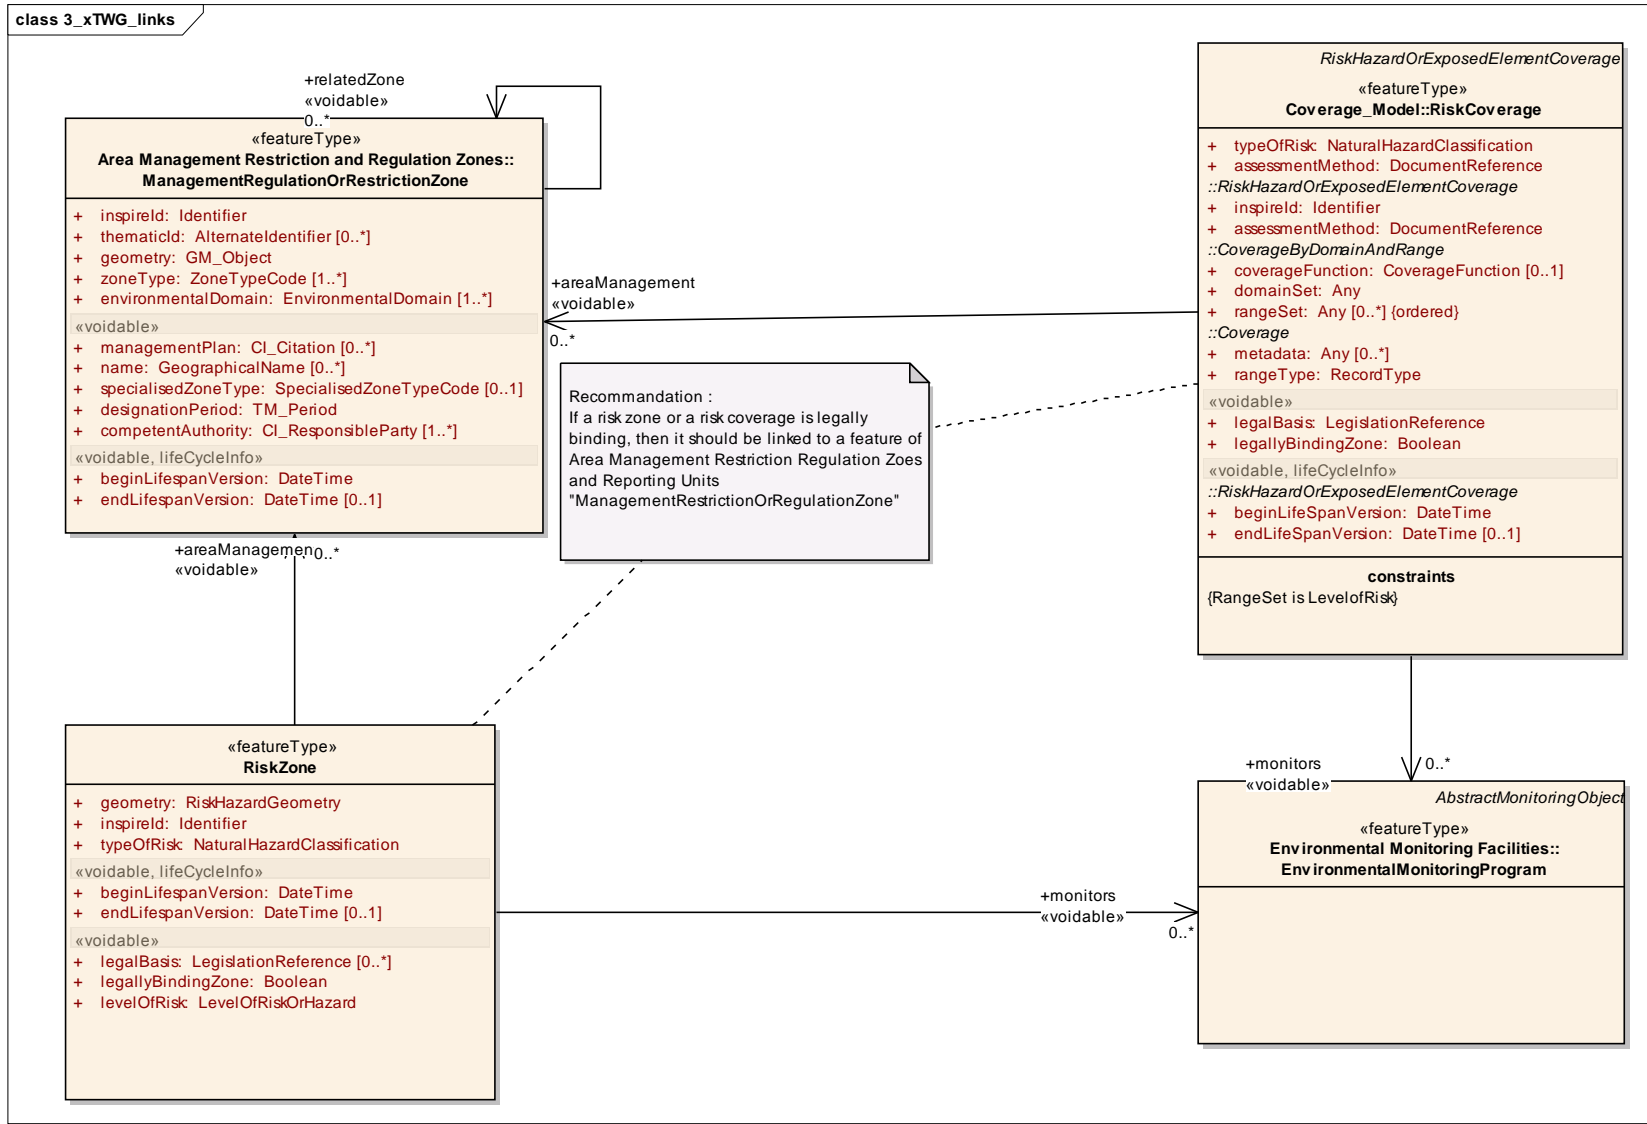 class 3_xTWG_links
+relatedZone
«voidable»
0..*
«featureType»
Area Management Restriction and Regulation Zones::
ManagementRegulationOrRestrictionZone
+ inspireId: Identifier
+ thematicId: AlternateIdentifier [0..*]
+ geometry: GM_Object
+ zoneType: ZoneTypeCode [1..*]
+ environmentalDomain: EnvironmentalDomain [1..*]
«voidable»
+ managementPlan: CI_Citation [0..*]
+ name: GeographicalName [0..*]
+ specialisedZoneType: SpecialisedZoneTypeCode [0..1]
+ designationPeriod: TM_Period
+ competentAuthority: CI_ResponsibleParty [1..*]
«voidable, lifeCycleInfo»
+ beginLifespanVersion: DateTime
+ endLifespanVersion: DateTime [0..1]
+areaManagement
«voidable»
0..*
RiskHazardOrExposedElementCoverage
«featureType»
Coverage_Model::RiskCoverage
+ typeOfRisk: NaturalHazardClassification
+ assessmentMethod: DocumentReference
::RiskHazardOrExposedElementCoverage
+ inspireId: Identifier
+ assessmentMethod: DocumentReference
::CoverageByDomainAndRange
+ coverageFunction: CoverageFunction [0..1]
+ domainSet: Any
+ rangeSet: Any [0..*] {ordered}
::Coverage
+ metadata: Any [0..*]
+ rangeType: RecordType
«voidable»
+ legalBasis: LegislationReference
+ legallyBindingZone: Boolean
«voidable, lifeCycleInfo»
::RiskHazardOrExposedElementCoverage
+ beginLifeSpanVersion: DateTime
+ endLifeSpanVersion: DateTime [0..1]
constraints
{RangeSet is LevelofRisk}
Recommandation :
If a risk zone or a risk coverage is legally
binding, then it should be linked to a feature of
Area Management Restriction Regulation Zoes
and Reporting Units
"ManagementRestrictionOrRegulationZone"
+areaManagemen 0..*
«voidable»
«featureType»
RiskZone
+ geometry: RiskHazardGeometry
+ inspireId: Identifier
+ typeOfRisk: NaturalHazardClassification
«voidable, lifeCycleInfo»
+ beginLifespanVersion: DateTime
+ endLifespanVersion: DateTime [0..1]
«voidable»
+ legalBasis: LegislationReference [0..*]
+ legallyBindingZone: Boolean
+ levelOfRisk: LevelOfRiskOrHazard
+monitors
«voidable»
0..*
+monitors
«voidable»
0..*
AbstractMonitoringObject
«featureType»
Environmental Monitoring Facilities::
EnvironmentalMonitoringProgram